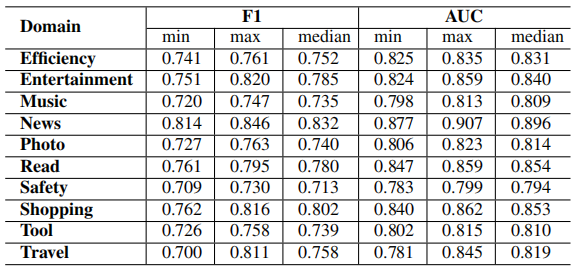 Domain F1 AUC
min max median min max median
Efficiency 0.741 0.761 0.752 0.825 0.835 0.831
Entertainment 0.751 0.820 0.785 0.824 0.859 0.840
Music 0.720 0.747 0.735 0.798 0.813 0.809
News 0.814 0.846 0.832 0.877 0.907 0.896
Photo 0.727 0.763 0.740 0.806 0.823 0.814
Read 0.761 0.795 0.780 0.847 0.859 0.854
Safety 0.709 0.730 0.713 0.783 0.799 0.794
Shopping 0.762 0.816 0.802 0.840 0.862 0.853
Tool 0.726 0.758 0.739 0.802 0.815 0.810
Travel 0.700 0.811 0.758 0.781 0.845 0.819